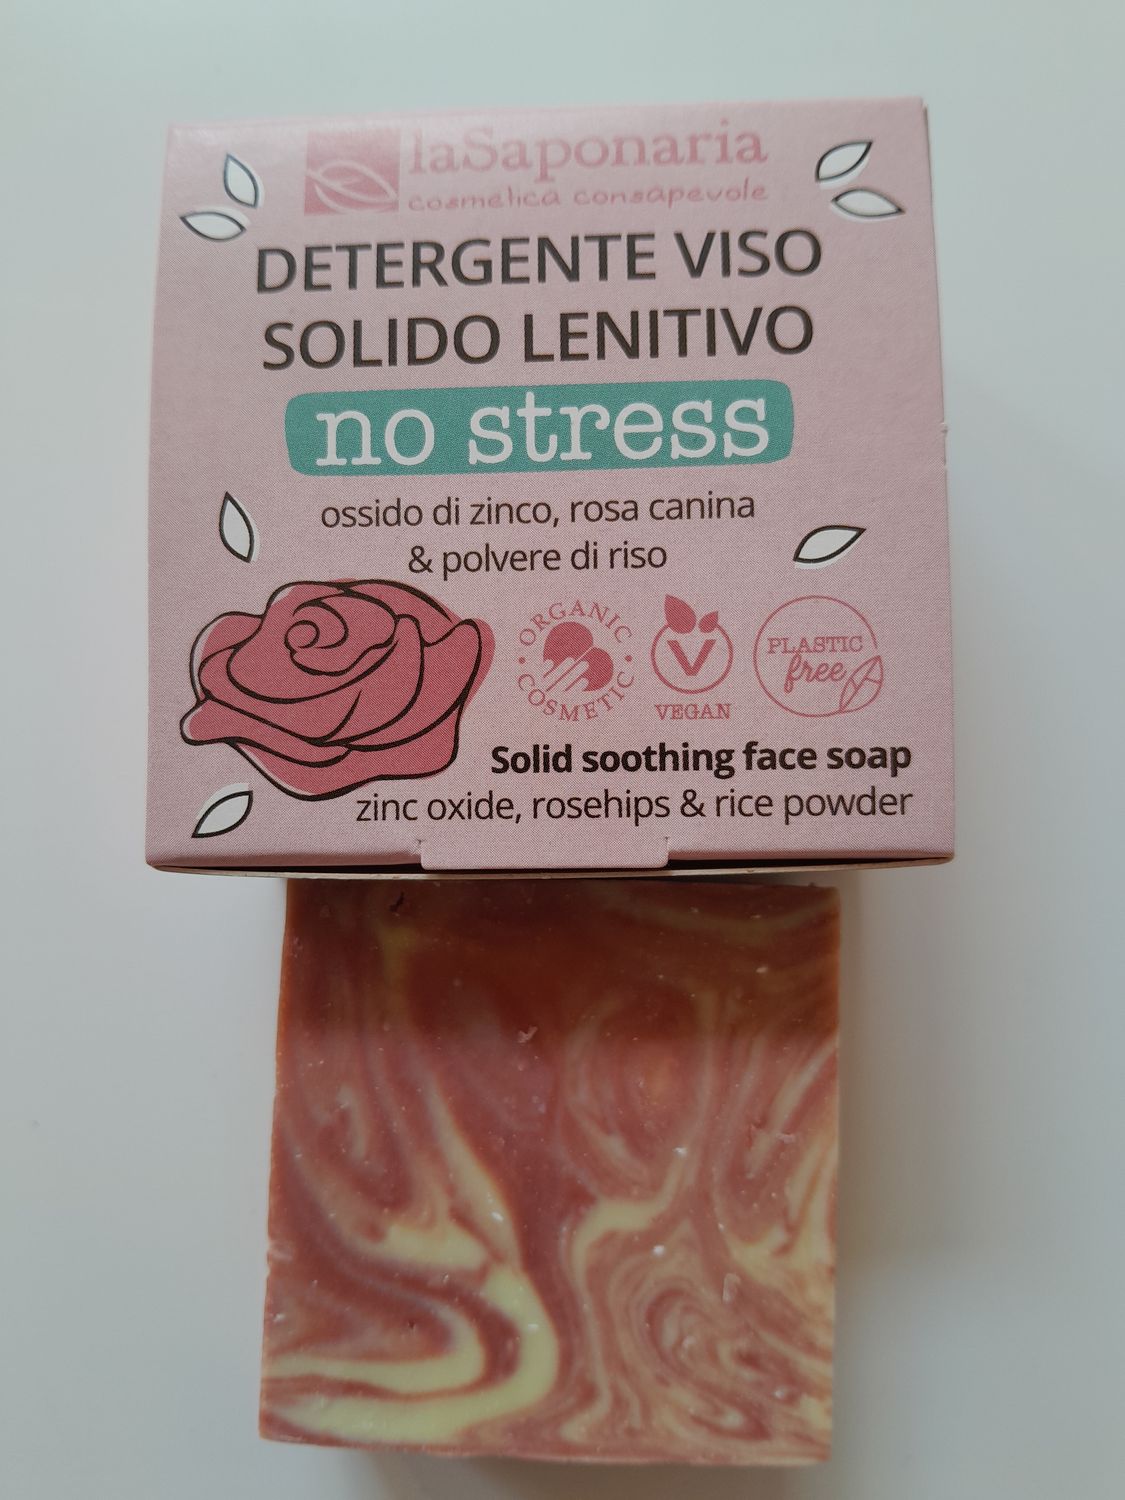 laSaponaria
cosmetica consapevole
DETERGENTE VISO
SOLIDO LENITIVO
no stress
ossido di zinco, rosa canina
& polvere di riso
ORGANIC
COSMETIC
V
VEGAN
PLASTIC
free
Solid soothing face soap
zinc oxide, rosehips & rice powder